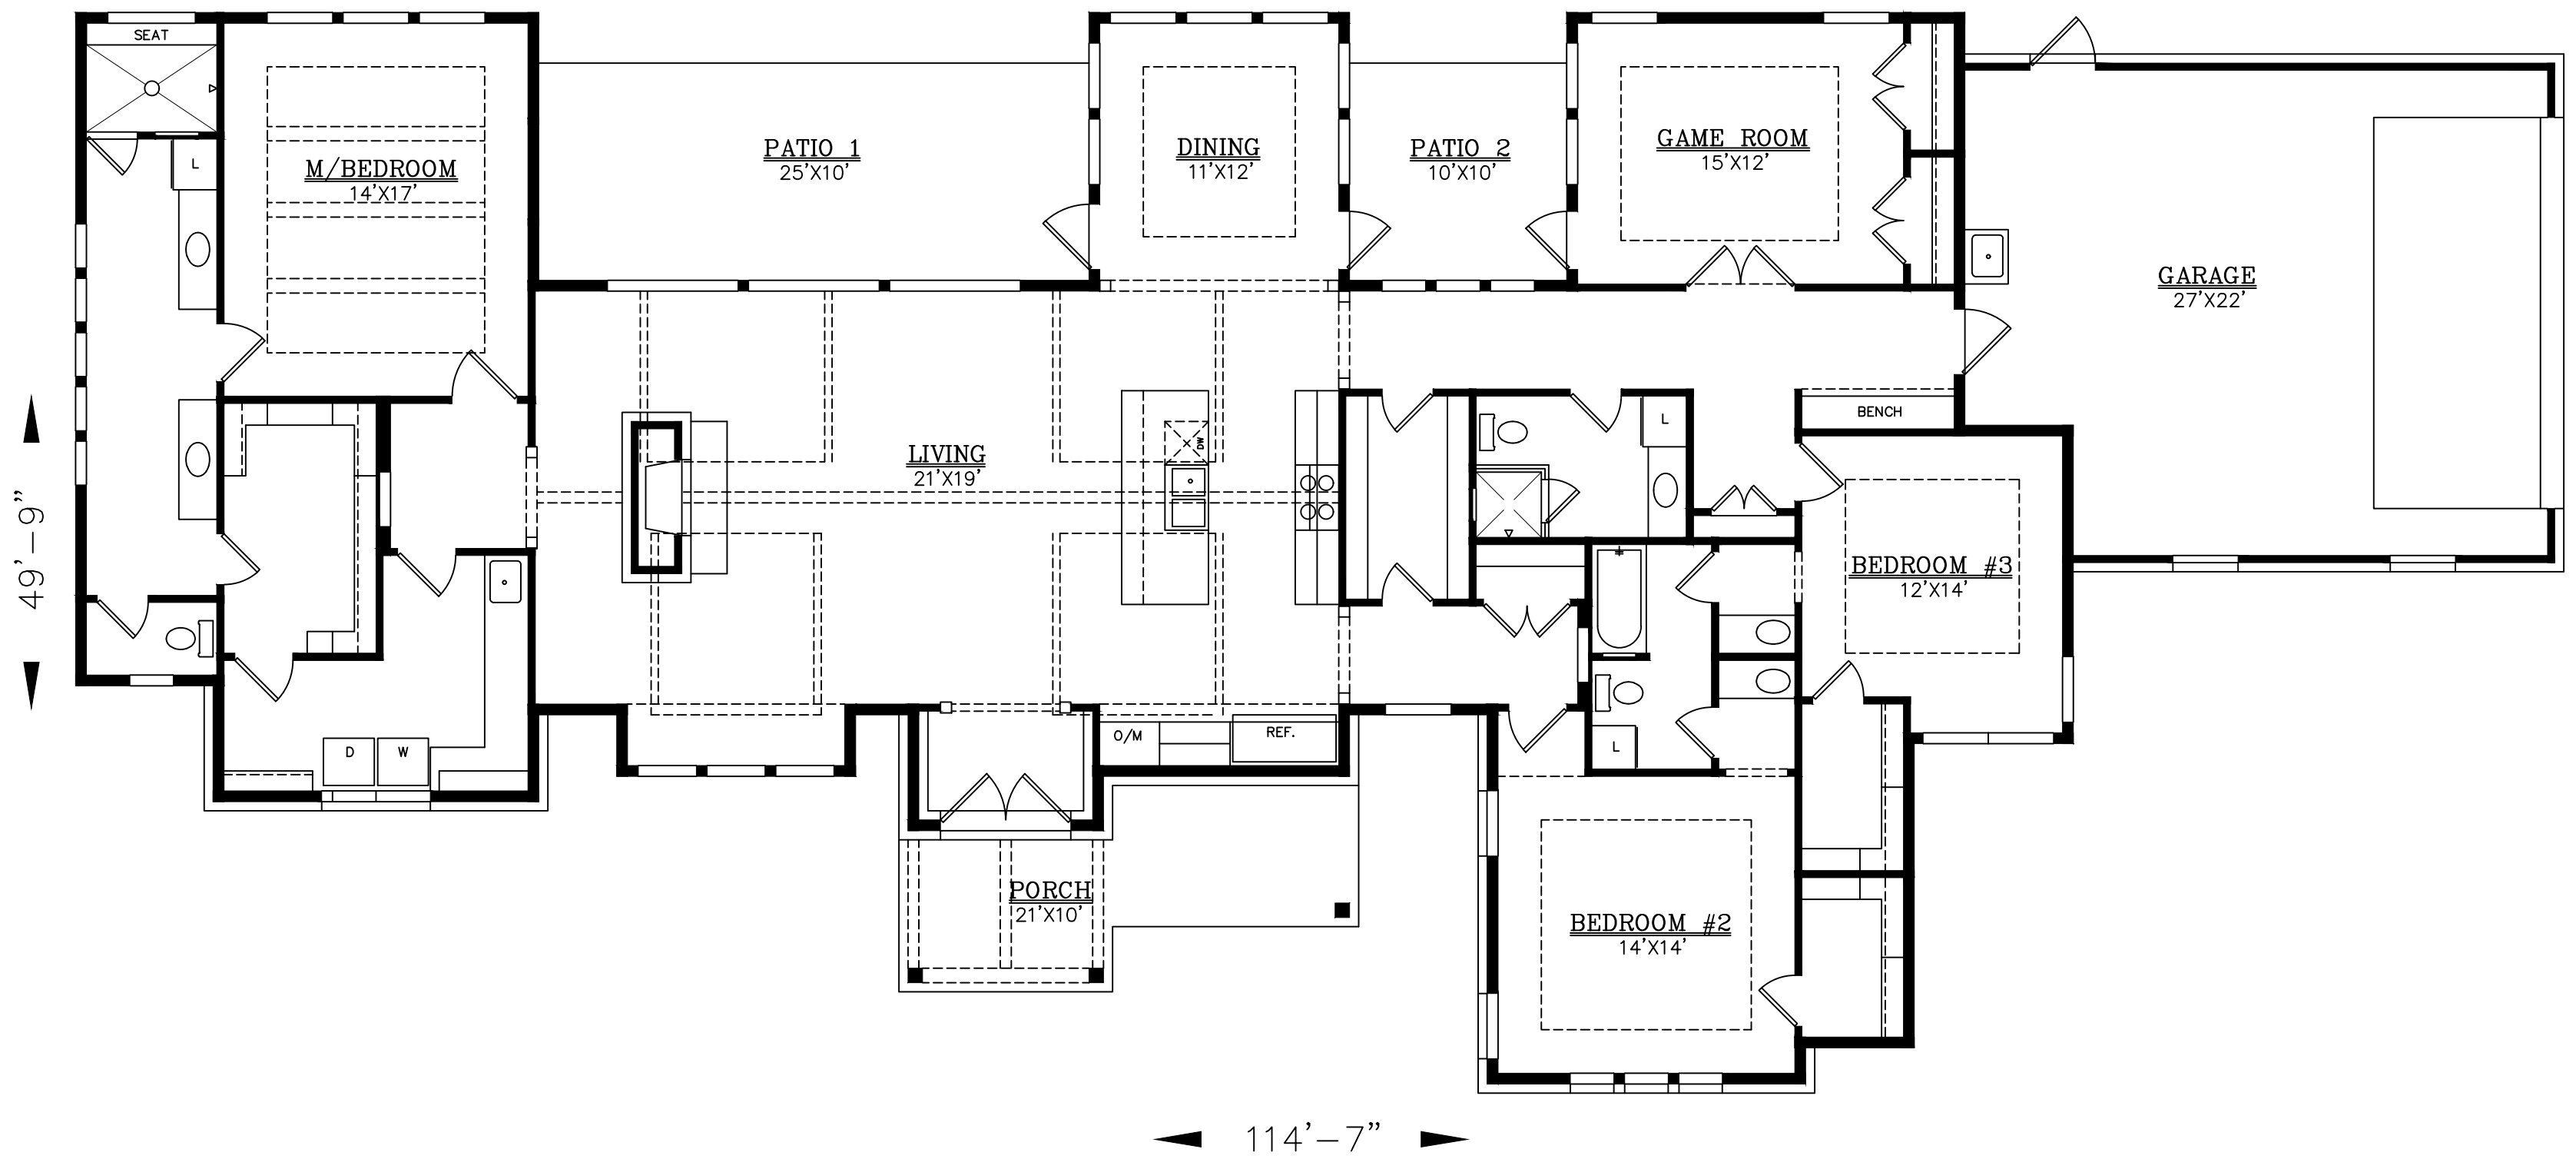 SEAT
L
M/BEDROOM
14'X17'
PATIO 1
25'X10'
DINING
11'X12'
PATIO 2
10'X10'
GAME ROOM
15'X12'
GARAGE
27'X22'
49'-9"
LIVING
21'X19'
DW
L
BENCH
BEDROOM #3
12'X14'
D
W
O/M
REF.
L
PORCH
21'X10'
BEDROOM #2
14'X14'
114'-7"